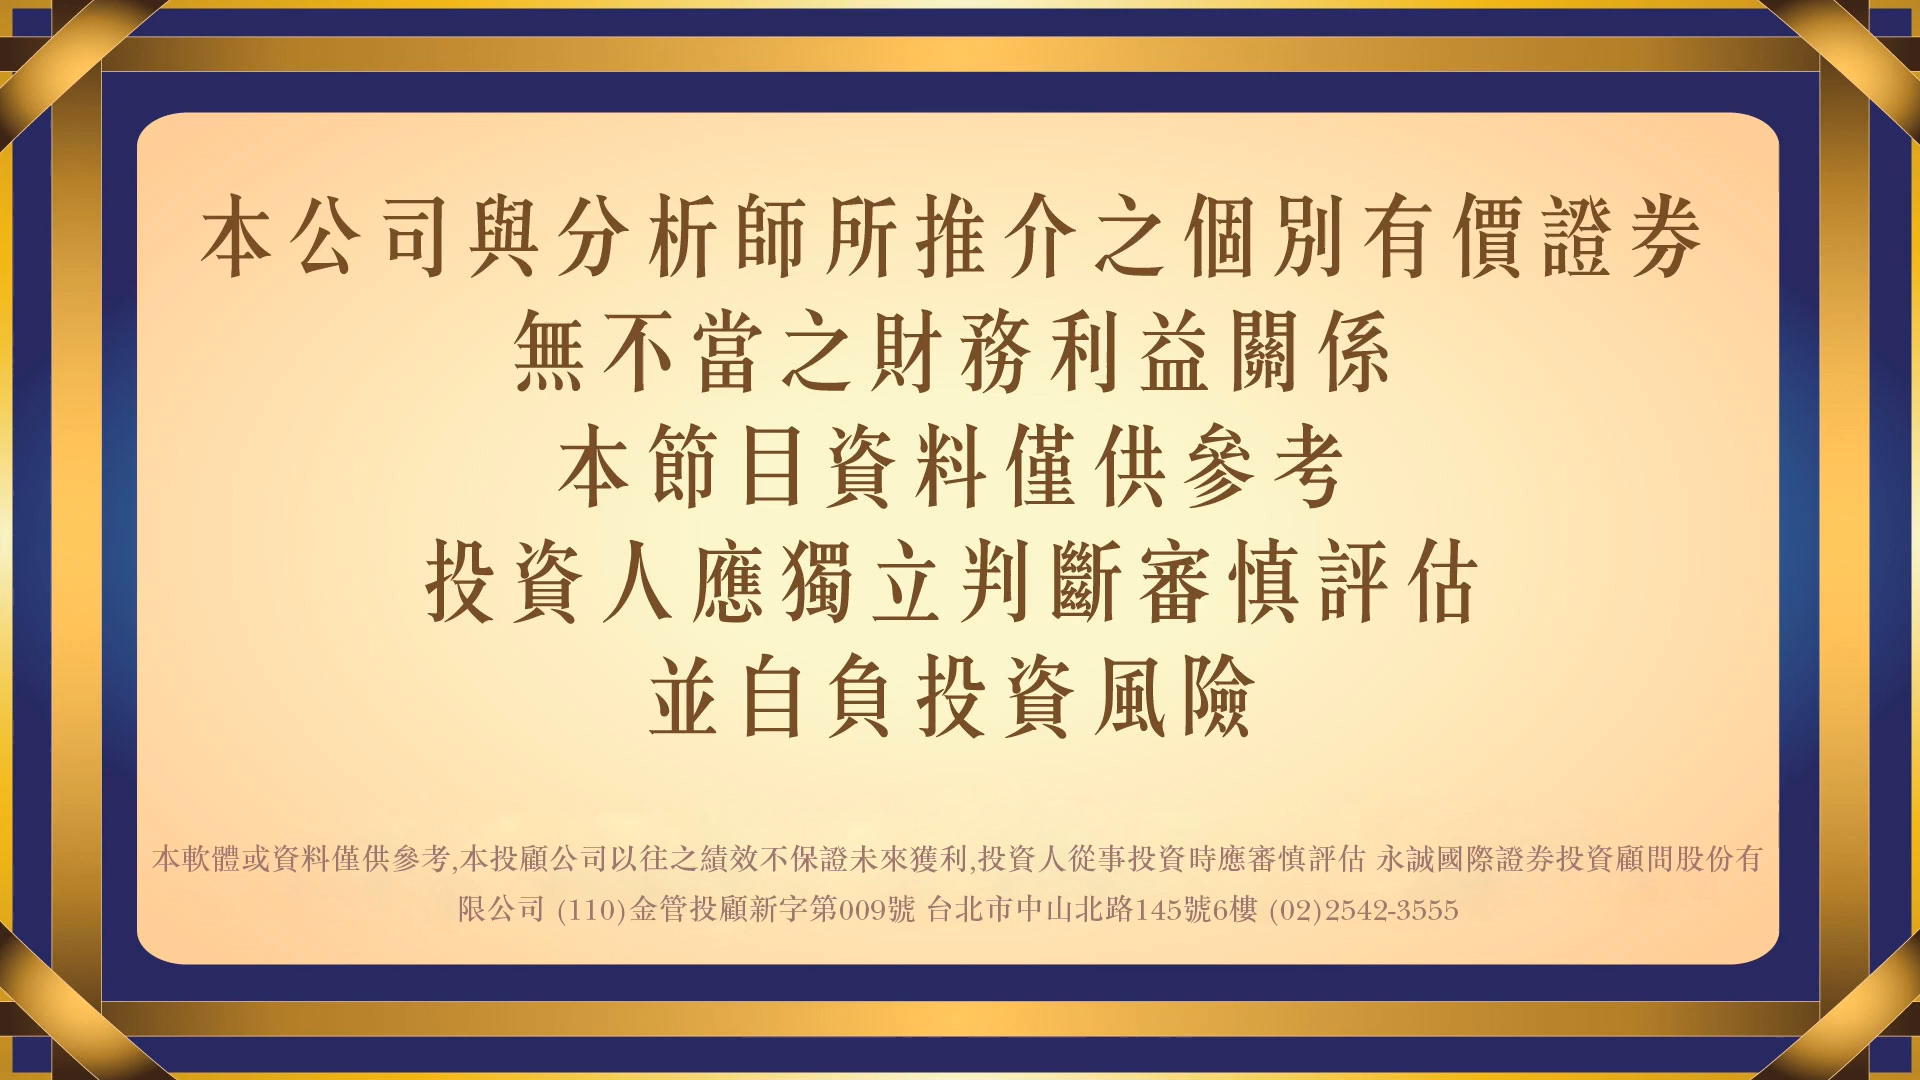 本公司與分析師所推介之個別有價證券
無不當之財務利益關係
本節目資料僅供參考
投資人應獨立判斷審慎評估
並自負投資風險
本軟體或資料僅供參考,本投顧公司以往之績效不保證未來獲利,投資人從事投資時應審慎評估 永誠國際證券投資顧問股份有
限公司 (110)金管投顧新字第009號 台北市中山北路145號6樓 (02)2542-3555